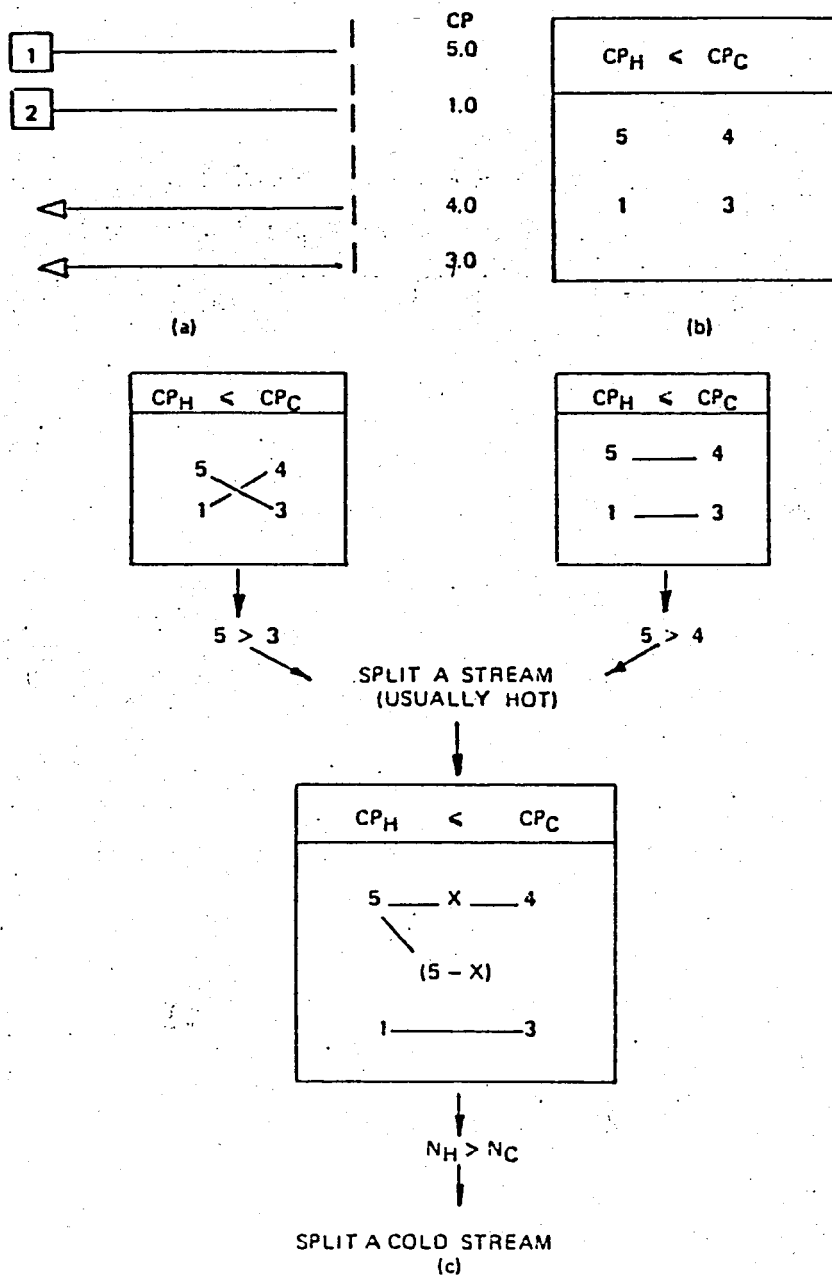 CP
1 5.0
2 1.0
4.0
3.0
(a)
CPH < CPC
5 4
1 3
(b)
CPH < CPC
5 4
1 3
5 > 3
CPH < CPC
5 4
1 3
5 > 4
SPLIT A STREAM
(USUALLY HOT)
CPH < CPC
5 X 4
(5 – X)
1 3
NH > NC
SPLIT A COLD STREAM
(c)